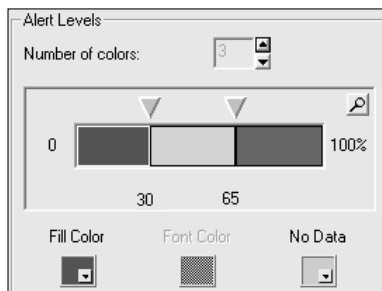 Alert Levels
Number of colors: 3
0 100%
30 65
Fill Color Font Color No Data